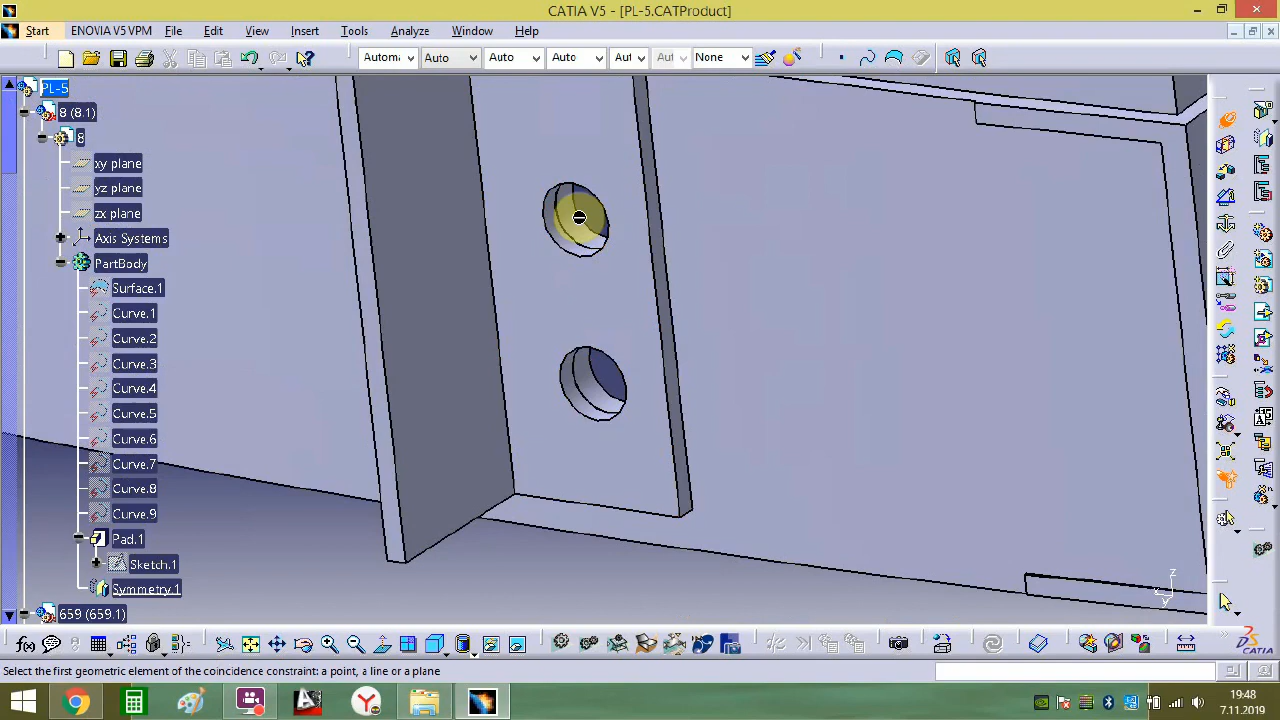 CATIA V5 - [PL-5.CATProduct]
Start ENOVIA V5 VPM File Edit View Insert Tools Analyze Window Help
Automa Auto Auto Auto Aut Aut None
PL-5
8 (8.1)
8
xy plane
yz plane
zx plane
Axis Systems
PartBody
Surface.1
Curve.1
Curve.2
Curve.3
Curve.4
Curve.5
Curve.6
Curve.7
Curve.8
Curve.9
Pad.1
Sketch.1
Symmetry.1
659 (659.1)
z
y
CATIA
Select the first geometric element of the coincidence constraint: a point, a line or a plane
19:48
7.11.2019